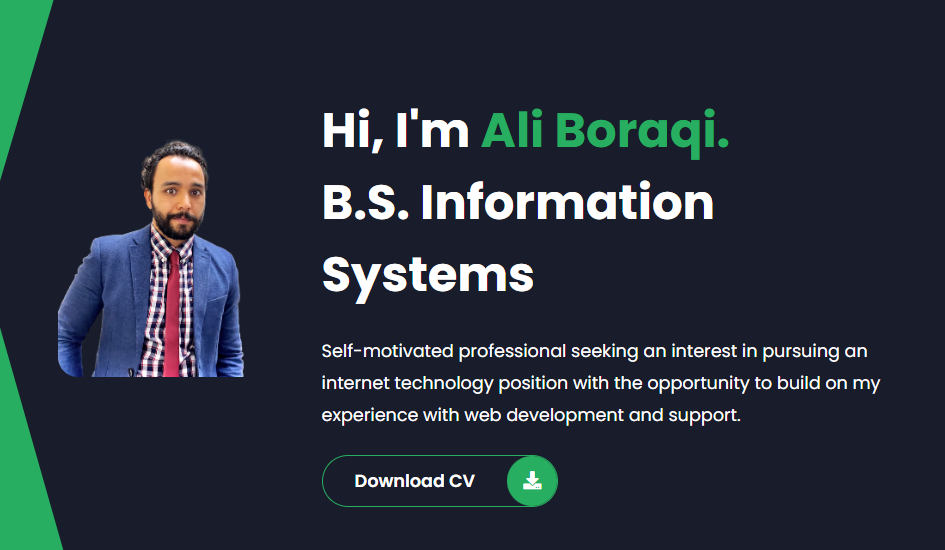 Hi, I'm Ali Boraqi.
B.S. Information
Systems
Self-motivated professional seeking an interest in pursuing an
internet technology position with the opportunity to build on my
experience with web development and support.
Download CV